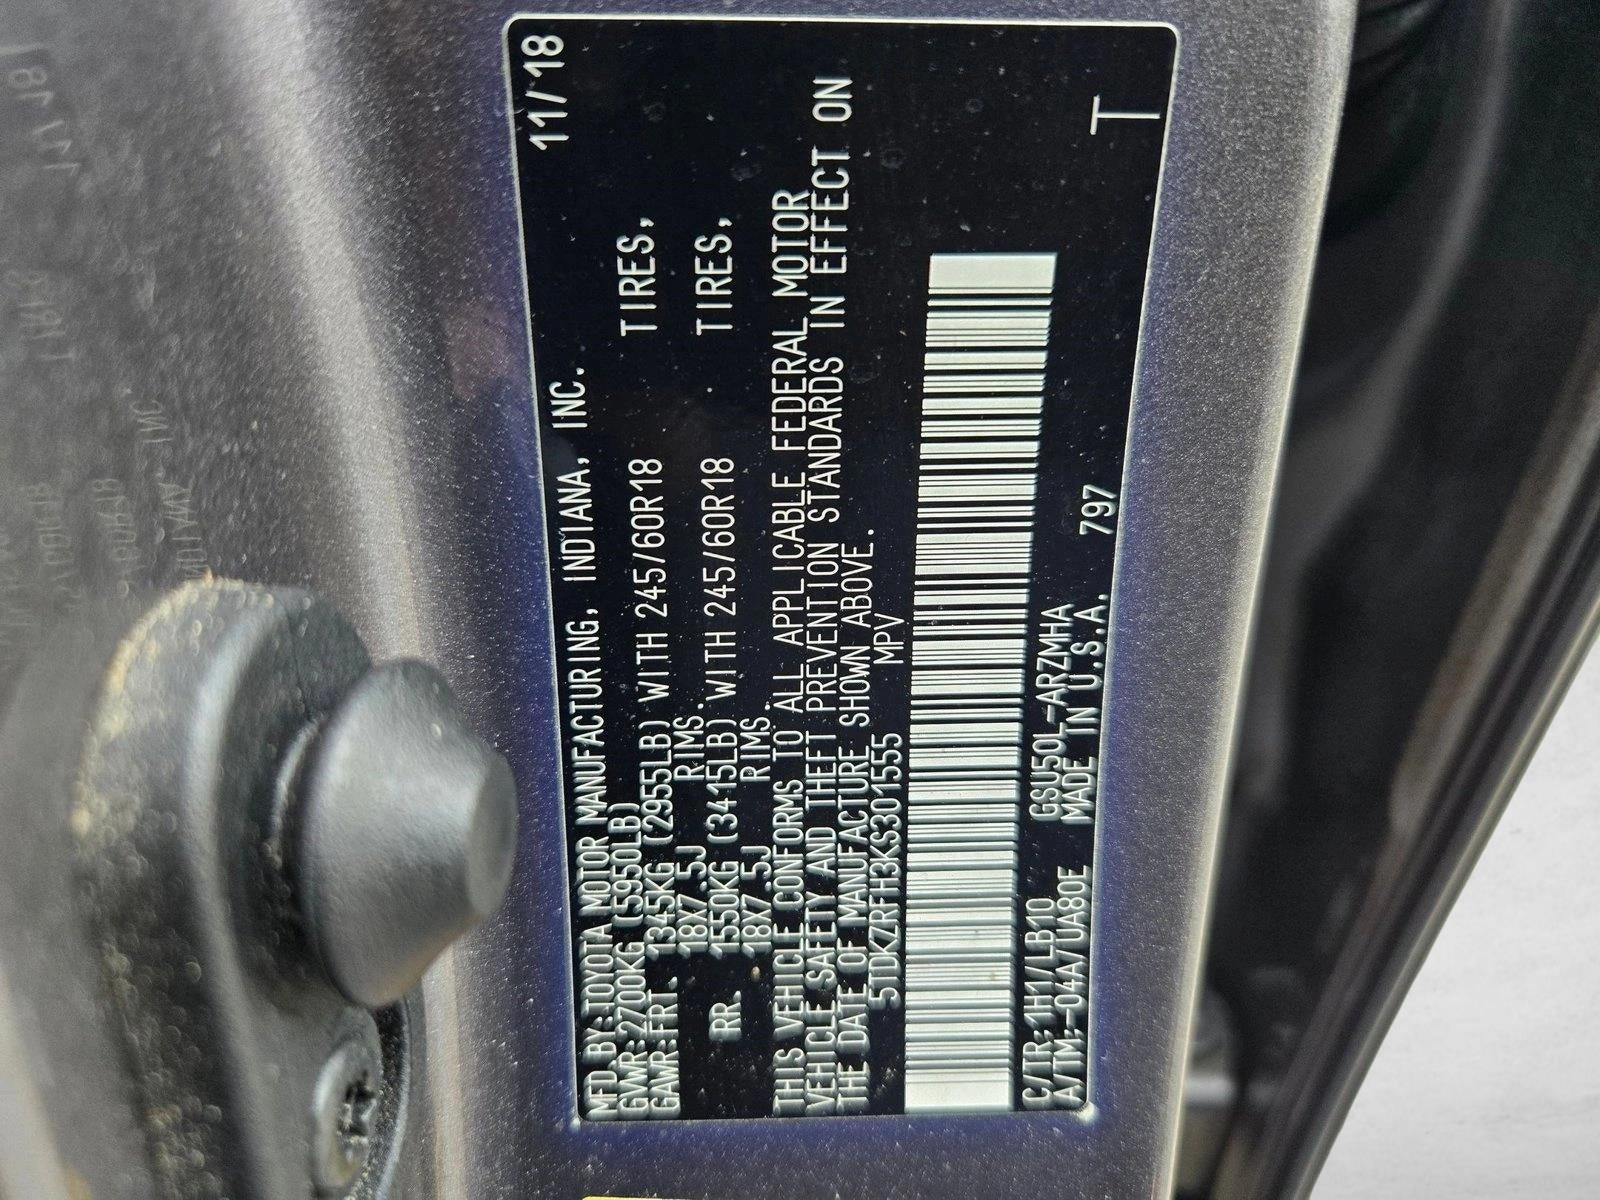 MFD. BY: TOYOTA MOTOR MANUFACTURING, INDIANA, INC. 11/18
GVWR: 2700KG (5950LB)
GAWR: FRT. 1345KG (2955LB) WITH 245/60R18 TIRES,
18X7.5J RIMS.
RR. 1550KG (3415LB) WITH 245/60R18 TIRES,
18X7.5J RIMS.
THIS VEHICLE CONFORMS TO ALL APPLICABLE FEDERAL MOTOR
VEHICLE SAFETY AND THEFT PREVENTION STANDARDS IN EFFECT ON
THE DATE OF MANUFACTURE SHOWN ABOVE.
5TDKZRFH3KS301555 MPV
C/TR: 1H1/LB10 GSU50L-ARZMHA
A/TM: -04A/UA80E MADE IN U.S.A. 797 T